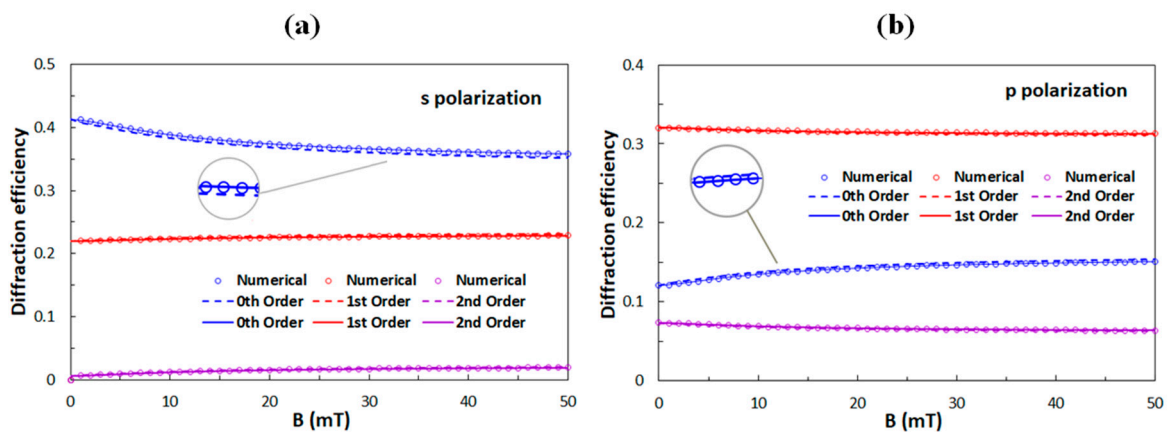 (a)
(b)
0.5
0.4
0.3
0.2
0.1
0
Diffraction efficiency
s polarization
Numerical Numerical Numerical
0th Order 1st Order 2nd Order
0th Order 1st Order 2nd Order
0 10 20 30 40 50
B (mT)
0.4
0.3
0.2
0.1
0
Diffraction efficiency
p polarization
Numerical Numerical Numerical
0th Order 1st Order 2nd Order
0th Order 1st Order 2nd Order
0 10 20 30 40 50
B (mT)